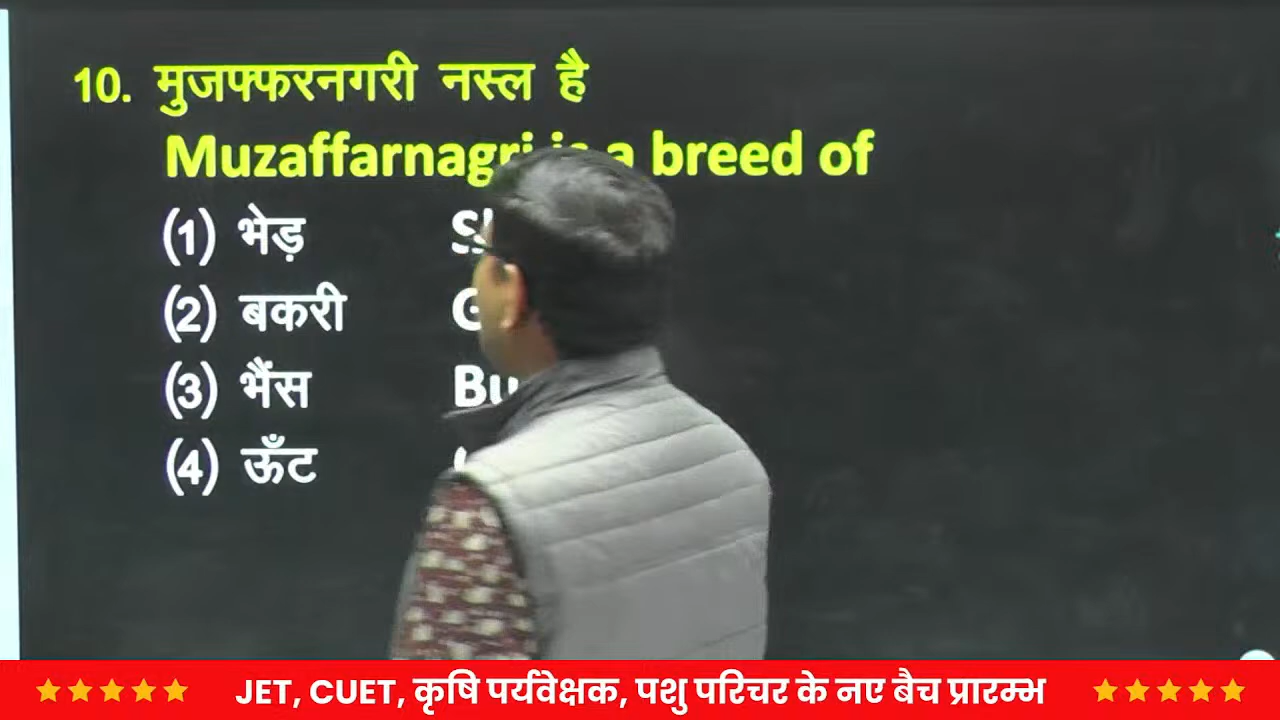 10. मुजफ्फरनगरी नस्ल है
Muzaffarnagri is a breed of
(1) भेड़
(2) बकरी
(3) भैंस
(4) ऊँट
JET, CUET, कृषि पर्यवेक्षक, पशु परिचर के नए बैच प्रारम्भ